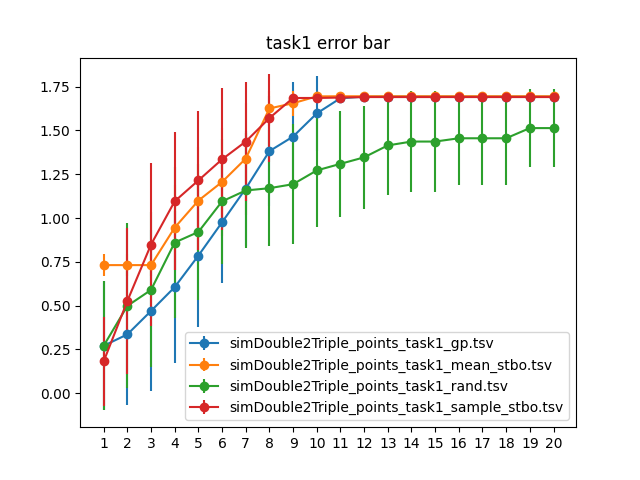 task1 error bar
1.75
1.50
1.25
1.00
0.75
0.50
0.25
0.00
simDouble2Triple_points_task1_gp.tsv
simDouble2Triple_points_task1_mean_stbo.tsv
simDouble2Triple_points_task1_rand.tsv
simDouble2Triple_points_task1_sample_stbo.tsv
1 2 3 4 5 6 7 8 9 10 11 12 13 14 15 16 17 18 19 20